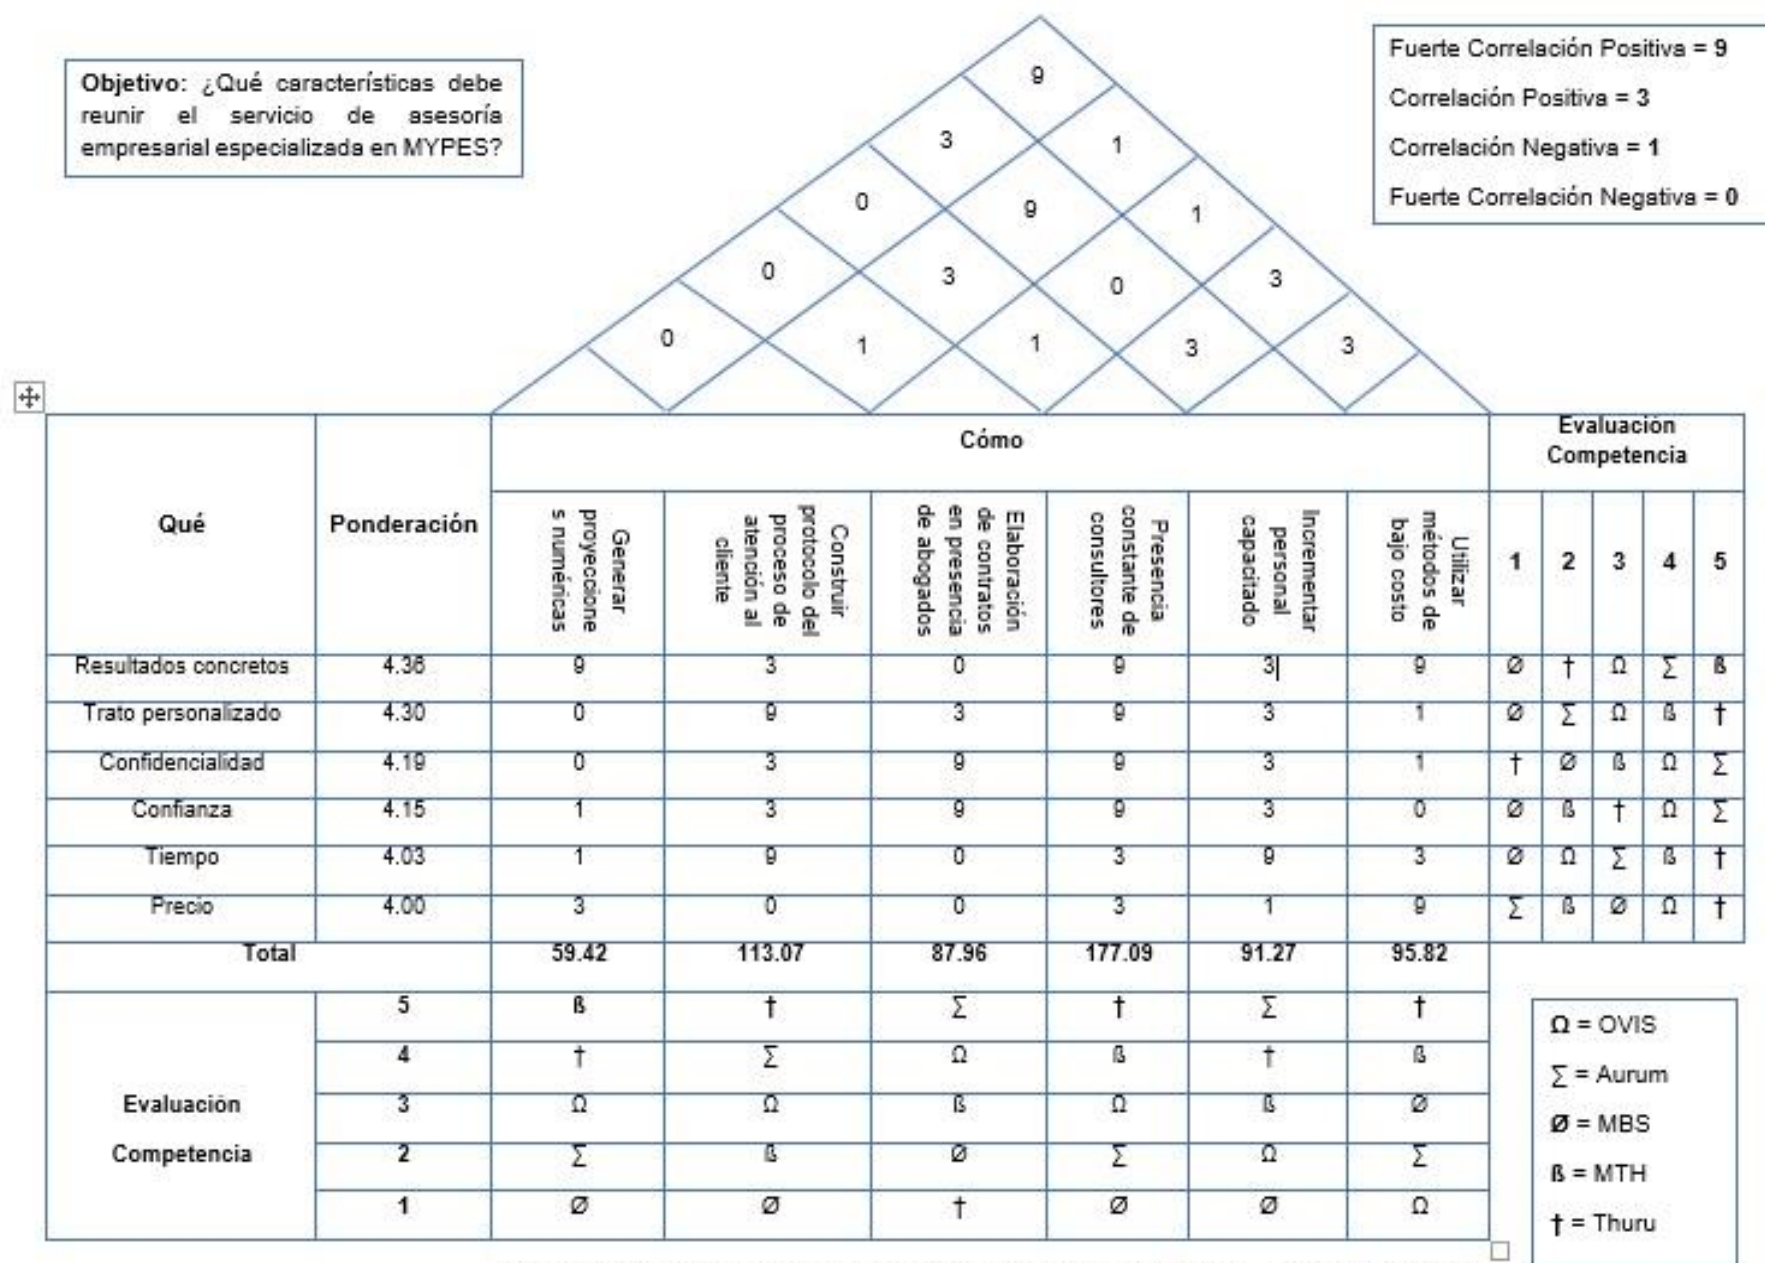 Objetivo: ¿Qué características debe
reunir el servicio de asesoría
empresarial especializada en MYPES?
Fuerte Correlación Positiva = 9
Correlación Positiva = 3
Correlación Negativa = 1
Fuerte Correlación Negativa = 0
9
3 1
0 9 1
0 3 0 3
0 1 1 3 3
Qué
Ponderación
Cómo
Evaluación
Competencia
Generar
proyeccione
s numéricas
Construir
protocolo del
proceso de
atención al
cliente
Elaboración
de contratos
en presencia
de abogados
Presencia
constante de
consultores
Incrementar
personal
capacitado
Utilizar
métodos de
bajo costo
1 2 3 4 5
Resultados concretos 4.36 9 3 0 9 3 9 Ø † Ω ∑ ß
Trato personalizado 4.30 0 9 3 9 3 1 Ø ∑ Ω ß †
Confidencialidad 4.19 0 3 9 9 3 1 † Ø ß Ω ∑
Confianza 4.15 1 3 9 9 3 0 Ø ß † Ω ∑
Tiempo 4.03 1 9 0 3 9 3 Ø Ω ∑ ß †
Precio 4.00 3 0 0 3 1 9 ∑ ß Ø Ω †
Total 59.42 113.07 87.96 177.09 91.27 95.82
Evaluación
Competencia
5 ß † ∑ † ∑ †
4 † ∑ Ω ß † ß
3 Ω Ω ß Ω ß Ø
2 ∑ ß Ø ∑ Ω ∑
1 Ø Ø † Ø Ø Ω
Ω = OVIS
∑ = Aurum
Ø = MBS
ß = MTH
† = Thuru